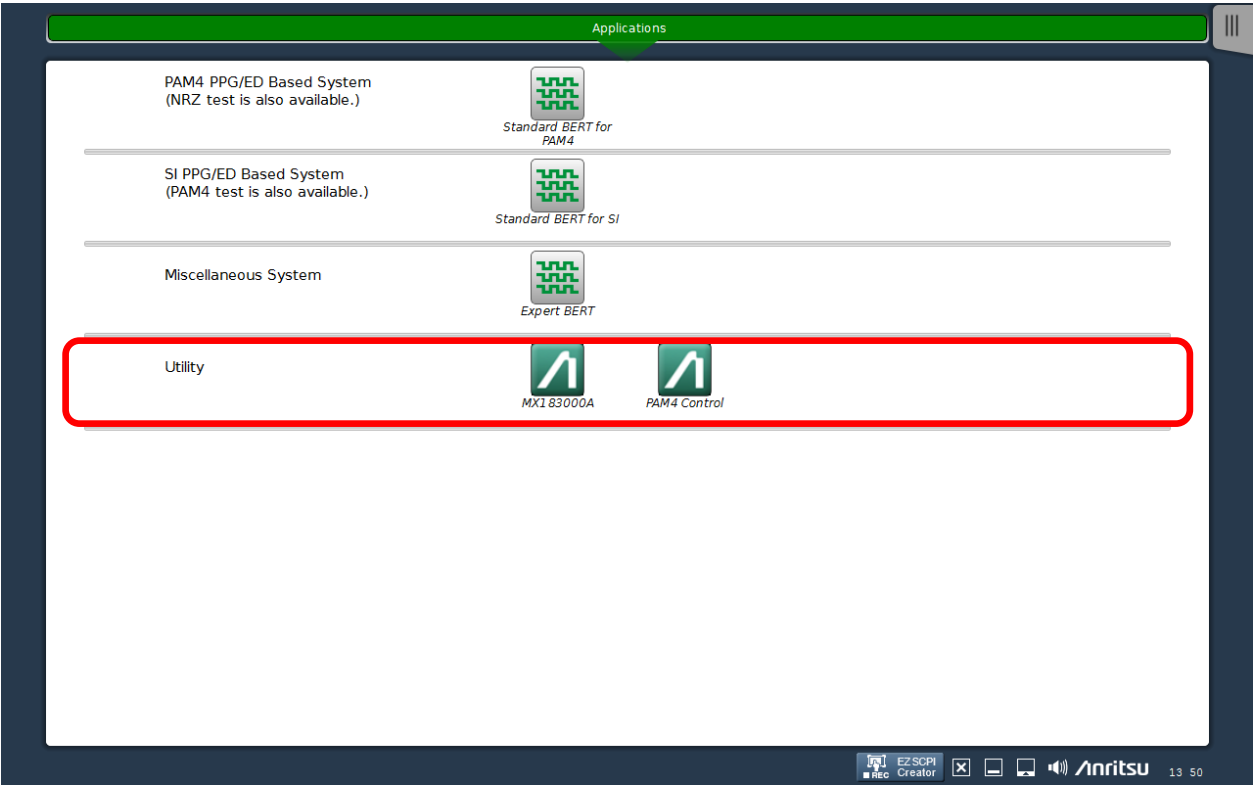 Applications
PAM4 PPG/ED Based System
(NRZ test is also available.)
Standard BERT for
PAM4
SI PPG/ED Based System
(PAM4 test is also available.)
Standard BERT for SI
Miscellaneous System
Expert BERT
Utility
MX183000A
PAM4 Control
REC
EZSCPI
Creator
Anritsu
13 50